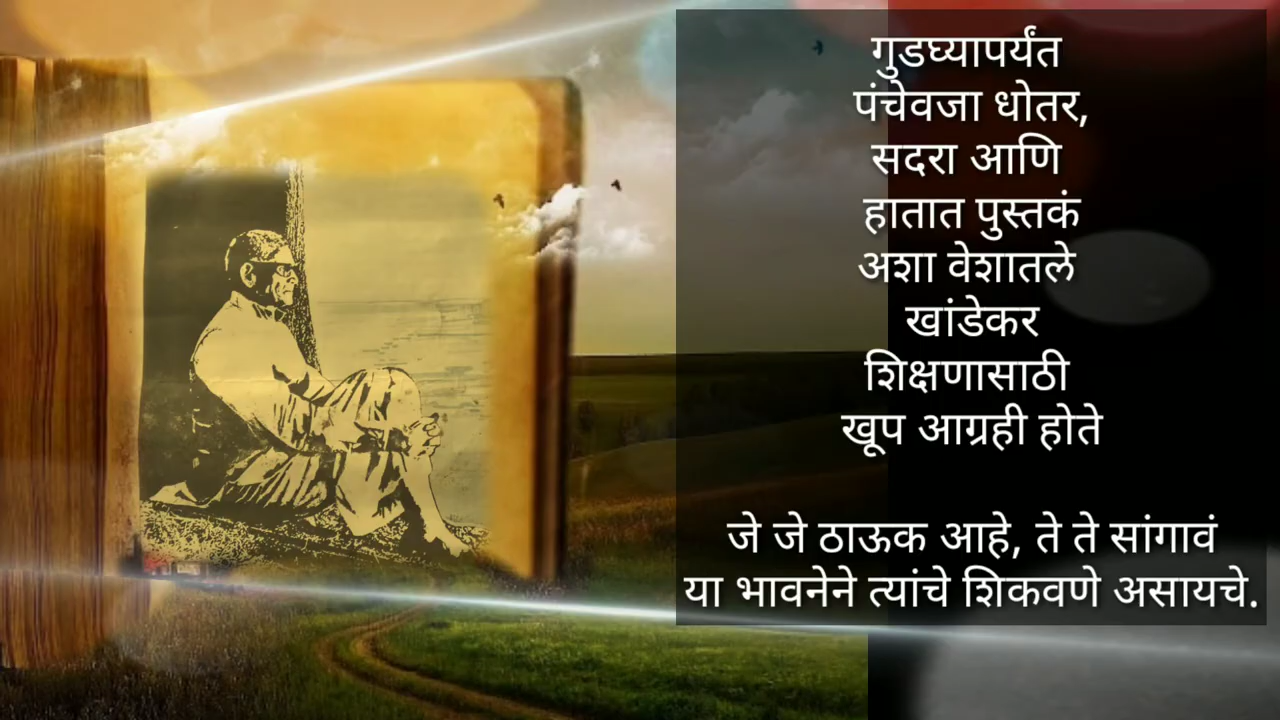 गुडघ्यापर्यंत
पंचेवजा धोतर,
सदरा आणि
हातात पुस्तकं
अशा वेशातले
खांडेकर
शिक्षणासाठी
खूप आग्रही होते
जे जे ठाऊक आहे, ते ते सांगावं
या भावनेने त्यांचे शिकवणे असायचे.